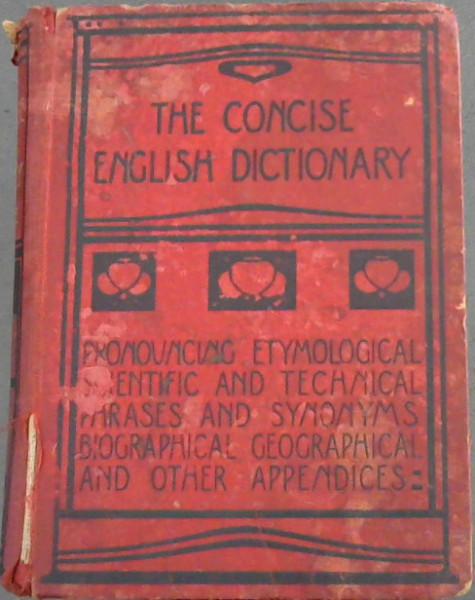 THE CONCISE
ENGLISH DICTIONARY
PRONOUNCING ETYMOLOGICAL
SCIENTIFIC AND TECHNICAL
PHRASES AND SYNONYMS
BIOGRAPHICAL GEOGRAPHICAL
AND OTHER APPENDICES: